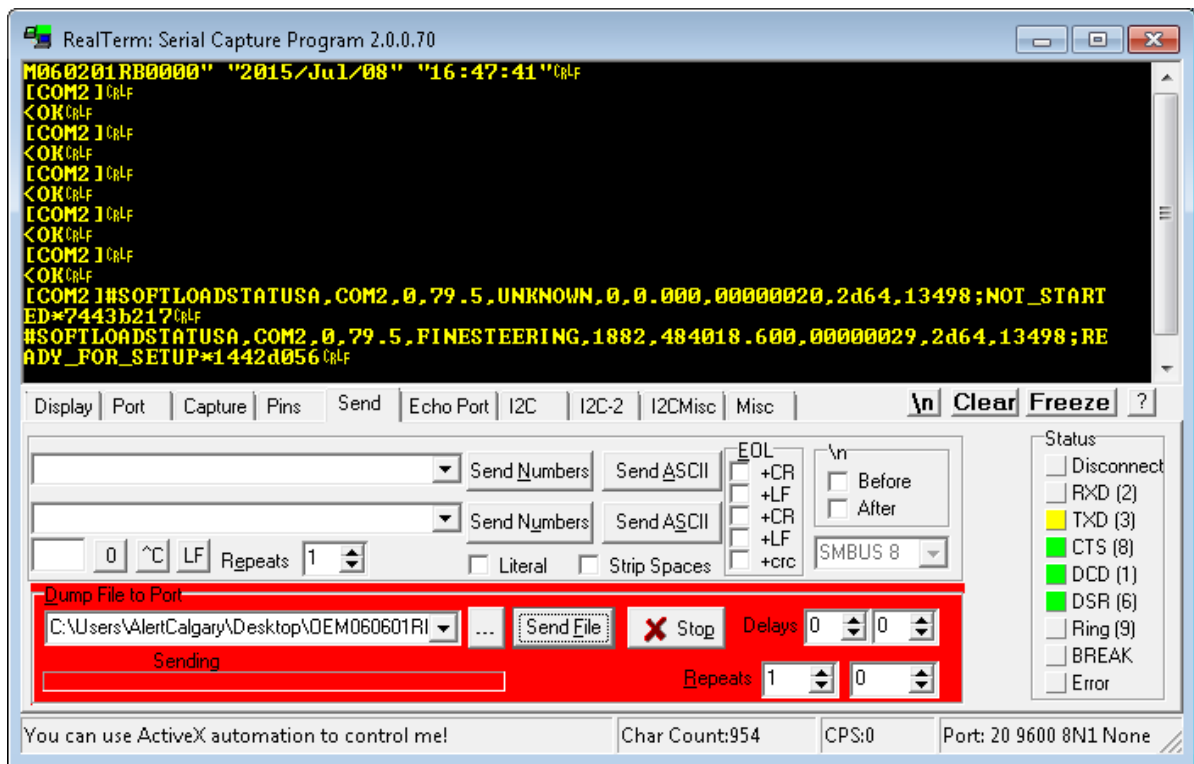 RealTerm: Serial Capture Program 2.0.0.70
M060201RB0000" "2015/Jul/08" "16:47:41"CRLF
[COM2]CRLF
<OKCRLF
[COM2]CRLF
<OKCRLF
[COM2]CRLF
<OKCRLF
[COM2]CRLF
<OKCRLF
[COM2]CRLF
<OKCRLF
[COM2]#SOFTLOADSTATUSA,COM2,0,79.5,UNKNOWN,0,0.000,00000020,2d64,13498;NOT_START
ED*7443b217CRLF
#SOFTLOADSTATUSA,COM2,0,79.5,FINESTEERING,1882,484018.600,00000029,2d64,13498;RE
ADY_FOR_SETUP*1442d056CRLF
Display Port Capture Pins Send Echo Port I2C I2C-2 I2CMisc Misc \n Clear Freeze ?
EOL \n Status
Send Numbers Send ASCII +CR Before Disconnect
+LF After RXD (2)
Send Numbers Send ASCII +CR TXD (3)
+LF CTS (8)
0 ^C LF Repeats 1 Literal Strip Spaces +crc SMBUS 8 DCD (1)
Dump File to Port DSR (6)
C:\Users\AlertCalgary\Desktop\OEM060601RI ... Send File Stop Delays 0 0 Ring (9)
Sending BREAK
Repeats 1 0 Error
You can use ActiveX automation to control me! Char Count:954 CPS:0 Port: 20 9600 8N1 None